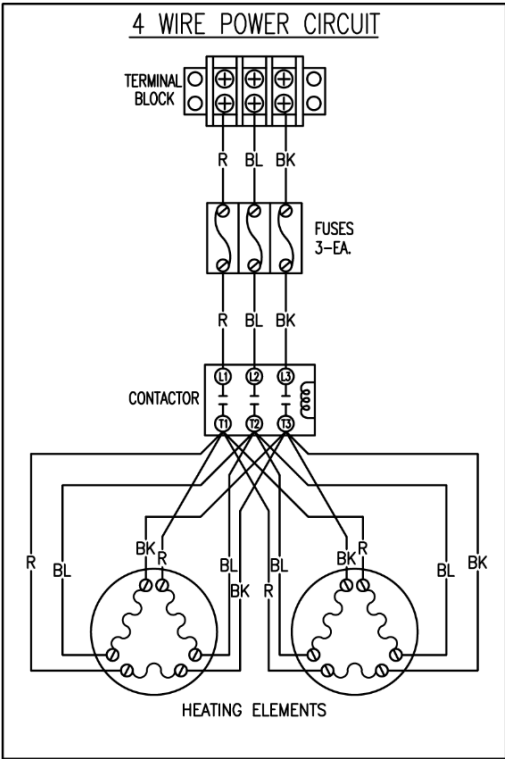 4 WIRE POWER CIRCUIT
TERMINAL
BLOCK
R BL BK
FUSES
3-EA.
R BL BK
L1 L2 L3
CONTACTOR
T1 T2 T3
BK R BL BL BK R
R BL BK R BL BK
HEATING ELEMENTS